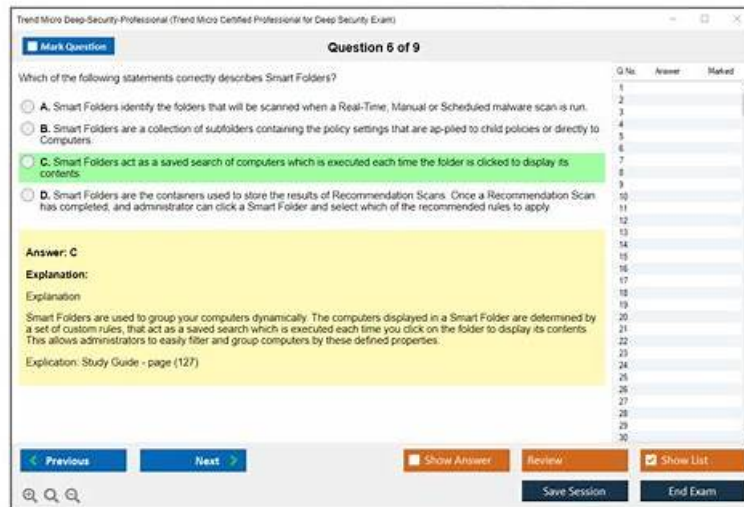 Trend Micro Deep-Security-Professional (Trend Micro Certified Professional for Deep Security Exam)
Mark Question
Question 6 of 9
Which of the following statements correctly describes Smart Folders?
A. Smart Folders identify the folders that will be scanned when a Real-Time, Manual or Scheduled malware scan is run.
B. Smart Folders are a collection of subfolders containing the policy settings that are ap-plied to child policies or directly to
Computers.
C. Smart Folders act as a saved search of computers which is executed each time the folder is clicked to display its
contents.
D. Smart Folders are the containers used to store the results of Recommendation Scans. Once a Recommendation Scan
has completed, and administrator can click a Smart Folder and select which of the recommended rules to apply.
Answer: C
Explanation:
Explanation
Smart Folders are used to group your computers dynamically. The computers displayed in a Smart Folder are determined by
a set of custom rules, that act as a saved search which is executed each time you click on the folder to display its contents.
This allows administrators to easily filter and group computers by these defined properties.
Explication: Study Guide - page (127)
Q.No. Answer Marked
1
2
3
4
5
6
7
8
9
10
11
12
13
14
15
16
17
18
19
20
21
22
23
24
25
26
27
28
29
30
Previous
Next
Show Answer
Review
Show List
Save Session
End Exam